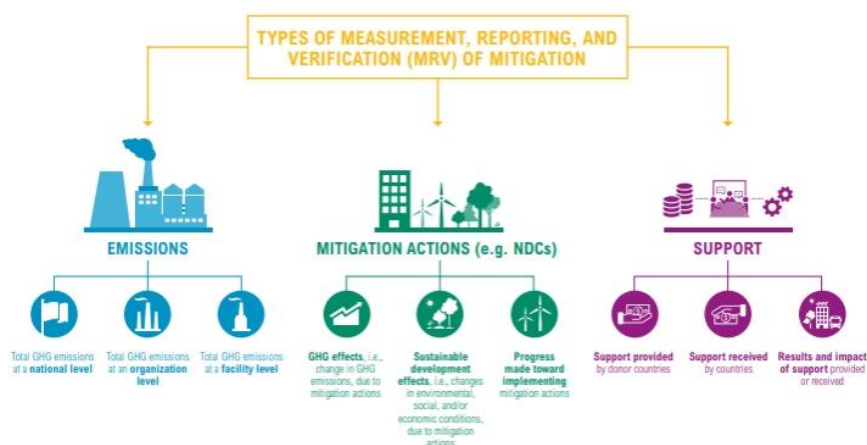 TYPES OF MEASUREMENT, REPORTING, AND
VERIFICATION (MRV) OF MITIGATION
EMISSIONS
Total GHG emissions
at a national level
Total GHG emissions
at an organization
level
Total GHG emissions
at a facility level
MITIGATION ACTIONS (e.g. NDCs)
GHG effects, i.e.,
change in GHG
emissions, due to
mitigation actions
Sustainable
development
effects, i.e., changes
in environmental,
social, and/or
economic conditions,
due to mitigation
actions
Progress
made toward
implementing
mitigation actions
SUPPORT
Support provided
by donor countries
Support received
by countries
Results and impact
of support provided
or received